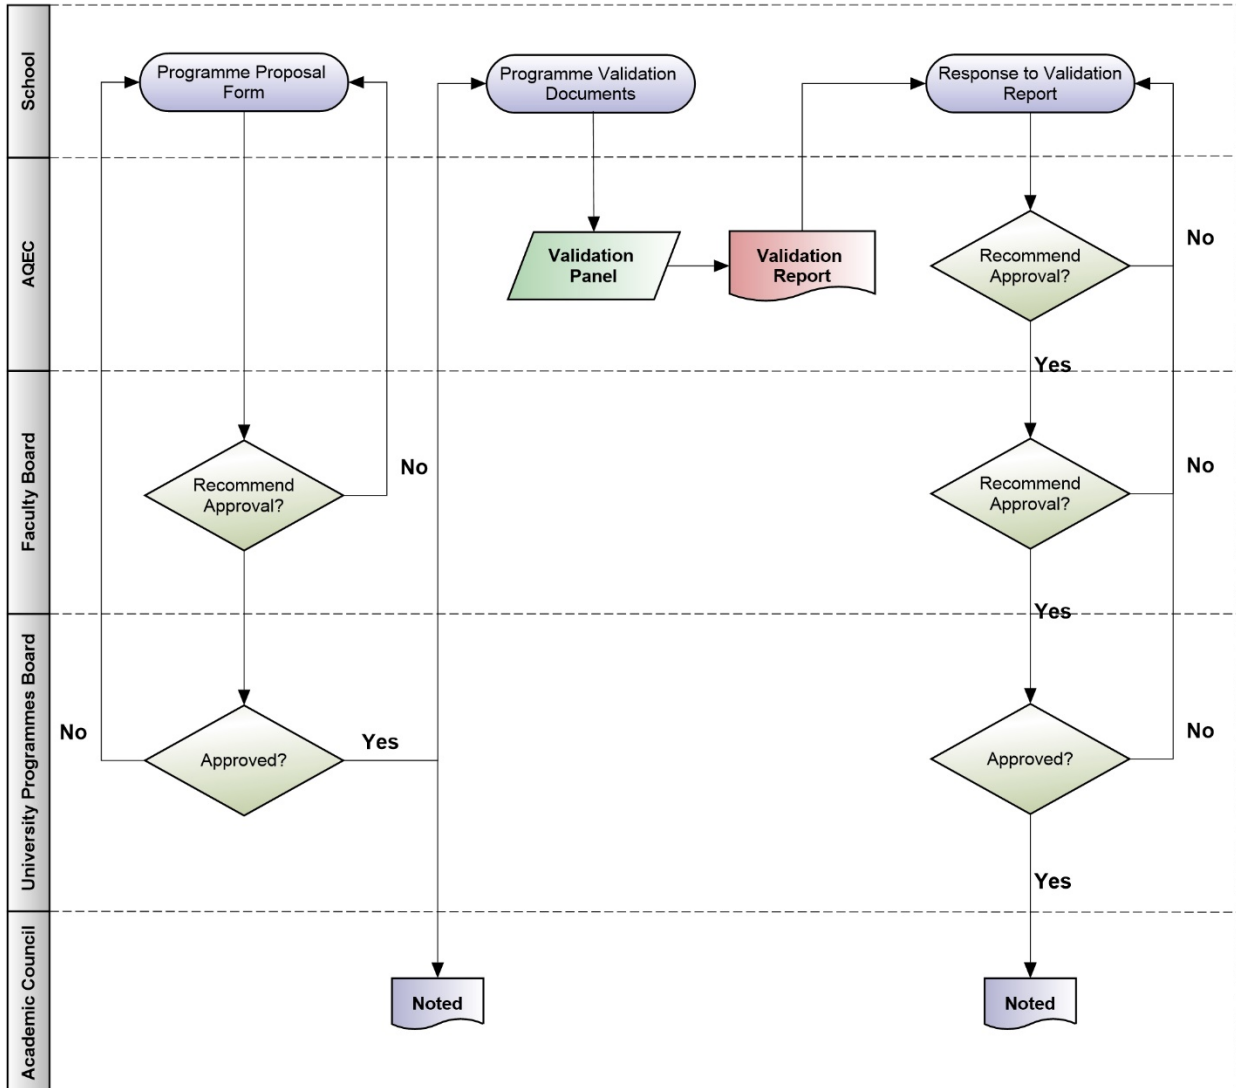 School
Programme Proposal
Form
Programme Validation
Documents
Response to Validation
Report
AQEC
Validation
Panel
Validation
Report
Recommend
Approval?
No
Yes
Faculty Board
Recommend
Approval?
No
Recommend
Approval?
No
Yes
University Programmes Board
No
Approved?
Yes
Approved?
No
Yes
Academic Council
Noted
Noted